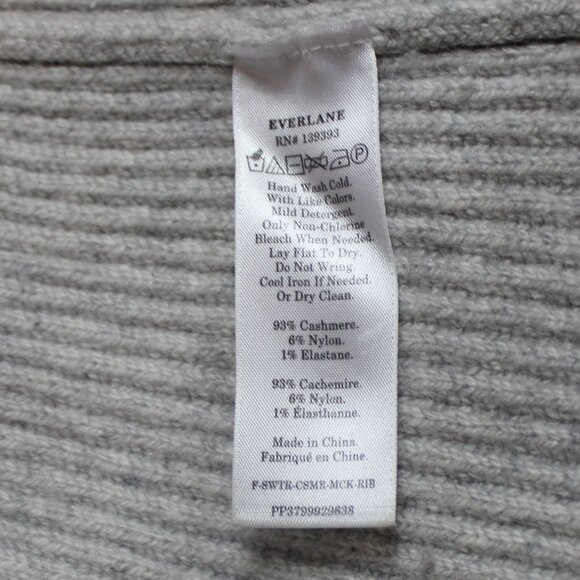 EVERLANE
RN# 139393
Hand Wash Cold.
With Like Colors.
Mild Detergent.
Only Non-Chlorine
Bleach When Needed.
Lay Flat To Dry.
Do Not Wring.
Cool Iron If Needed.
Or Dry Clean.
93% Cashmere.
6% Nylon.
1% Elastane.
93% Cachemire.
6% Nylon.
1% Élasthanne.
Made in China.
Fabriqué en Chine.
F-SWTR-CSMR-MCK-RIB
PP3799929638